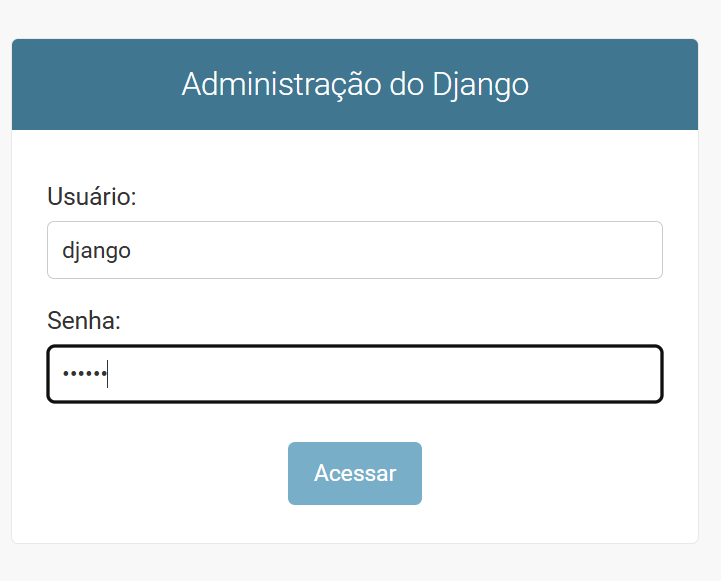 Administração do Django
Usuário:
django
Senha:
••••••
Acessar